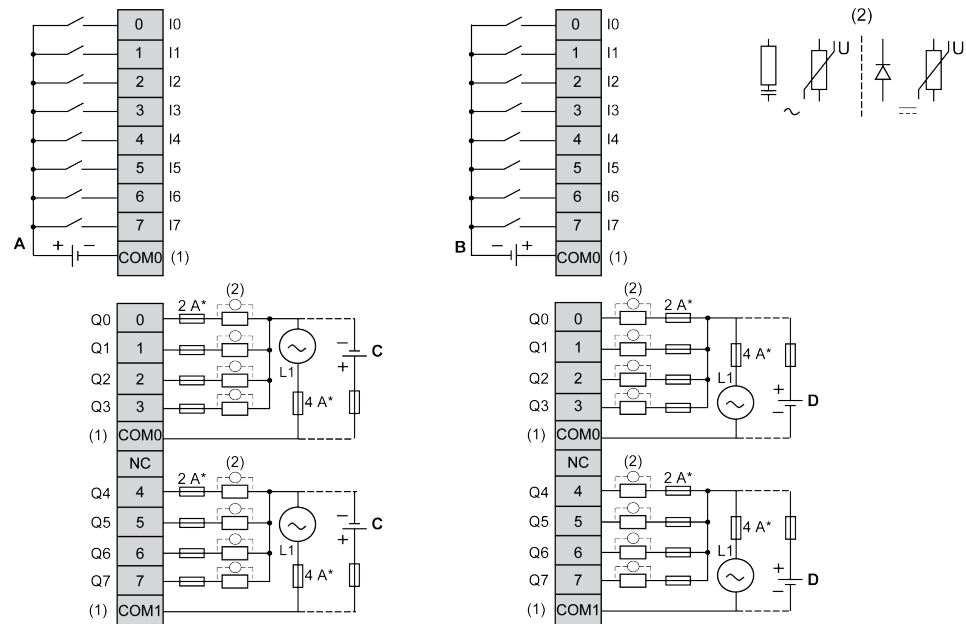 (2)
0 I0
1 I1
2 I2
3 I3
4 I4
5 I5
6 I6
7 I7
A + − COM0 (1)
0 I0
1 I1
2 I2
3 I3
4 I4
5 I5
6 I6
7 I7
B − + COM0 (1)
U U
(2)
Q0 0 2 A*
Q1 1
Q2 2
Q3 3
L1 4 A*
− + C
(1) COM0
NC
(2)
Q4 4 2 A*
Q5 5
Q6 6
Q7 7
L1 4 A*
− + C
(1) COM1
(2)
Q0 0 2 A*
Q1 1
Q2 2
Q3 3
4 A*
L1
+ − D
(1) COM0
NC
(2)
Q4 4 2 A*
Q5 5
Q6 6
Q7 7
4 A*
L1
+ − D
(1) COM1